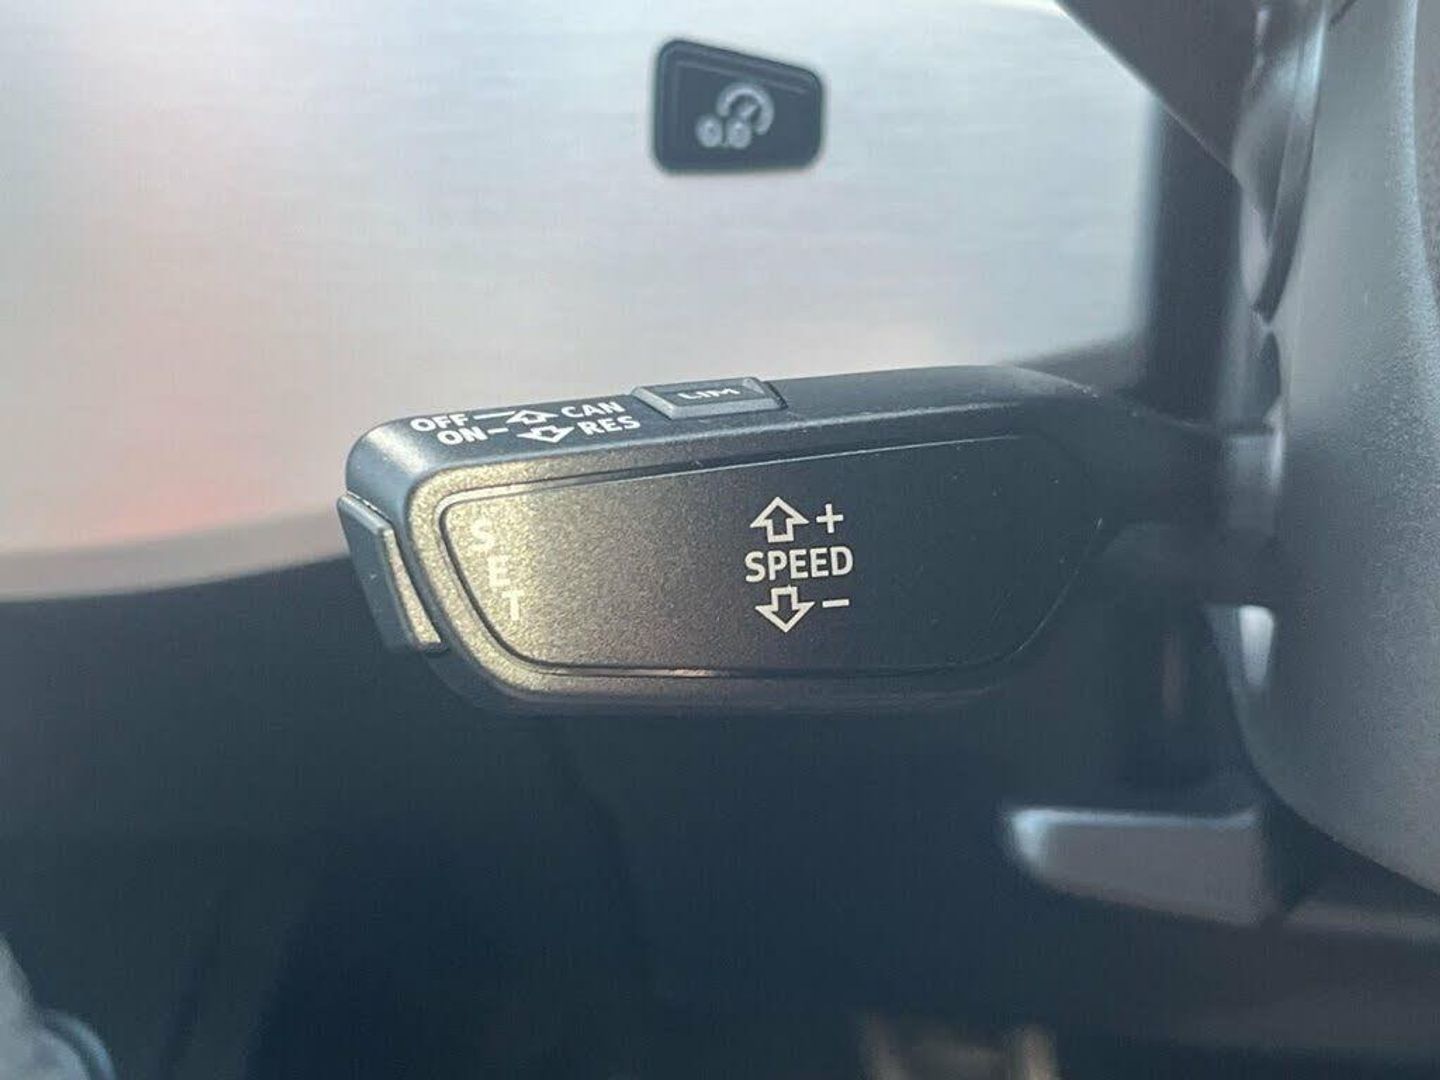 OFF CAN
ON RES
LIM
SET
+
SPEED
-